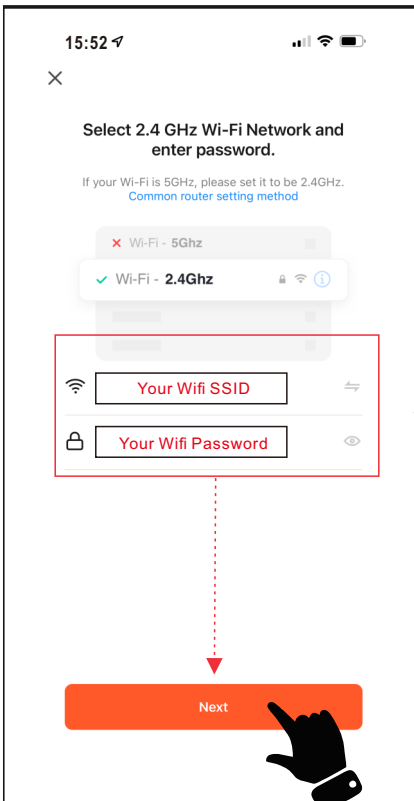 15:52
Select 2.4 GHz Wi-Fi Network and
enter password.
If your Wi-Fi is 5GHz, please set it to be 2.4GHz.
Common router setting method
Wi-Fi - 5Ghz
Wi-Fi - 2.4Ghz
Your Wifi SSID
Your Wifi Password
Next